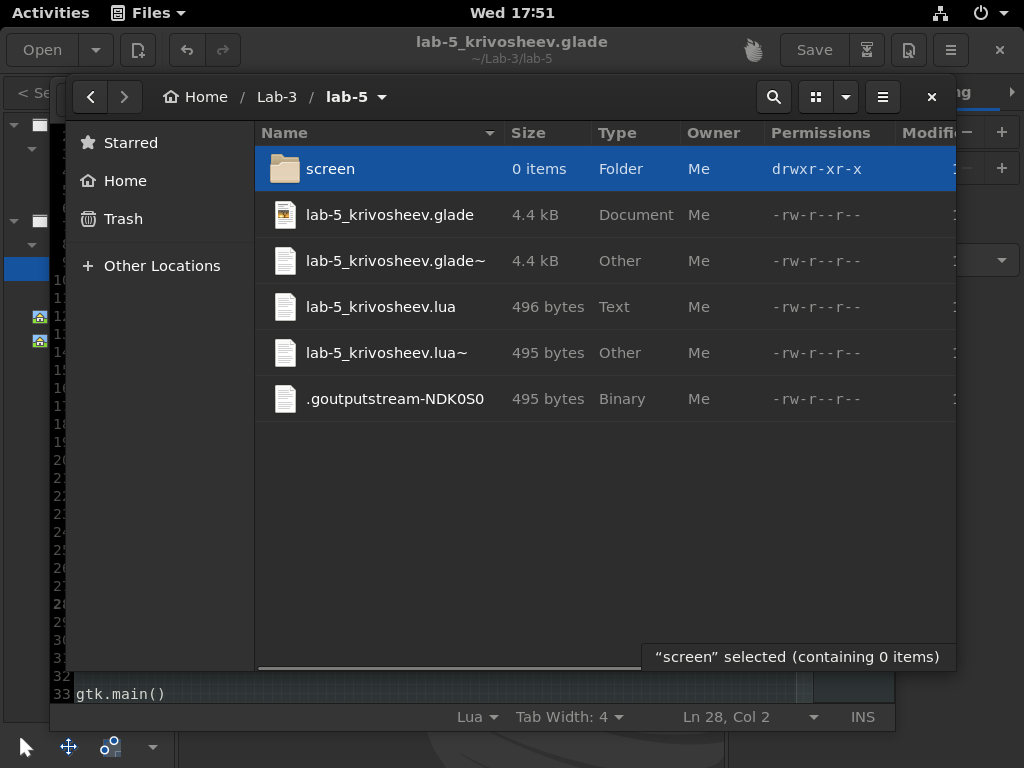 Activities Files Wed 17:51
Open lab-5_krivosheev.glade Save
~/Lab-3/lab-5
< Se Home / Lab-3 / lab-5 ng
Starred
Home
Trash
+ Other Locations
Name Size Type Owner Permissions Modifi
screen 0 items Folder Me drwxr-xr-x 1
lab-5_krivosheev.glade 4.4 kB Document Me -rw-r--r-- 1
lab-5_krivosheev.glade~ 4.4 kB Other Me -rw-r--r-- 1
lab-5_krivosheev.lua 496 bytes Text Me -rw-r--r-- 1
lab-5_krivosheev.lua~ 495 bytes Other Me -rw-r--r-- 1
.goutputstream-NDK0S0 495 bytes Binary Me -rw-r--r-- 1
10
11
12
13
14
15
16
17
18
19
20
21
22
23
24
25
26
27
28
29
30
31
“screen” selected (containing 0 items)
32
33 gtk.main()
Lua Tab Width: 4 Ln 28, Col 2 INS